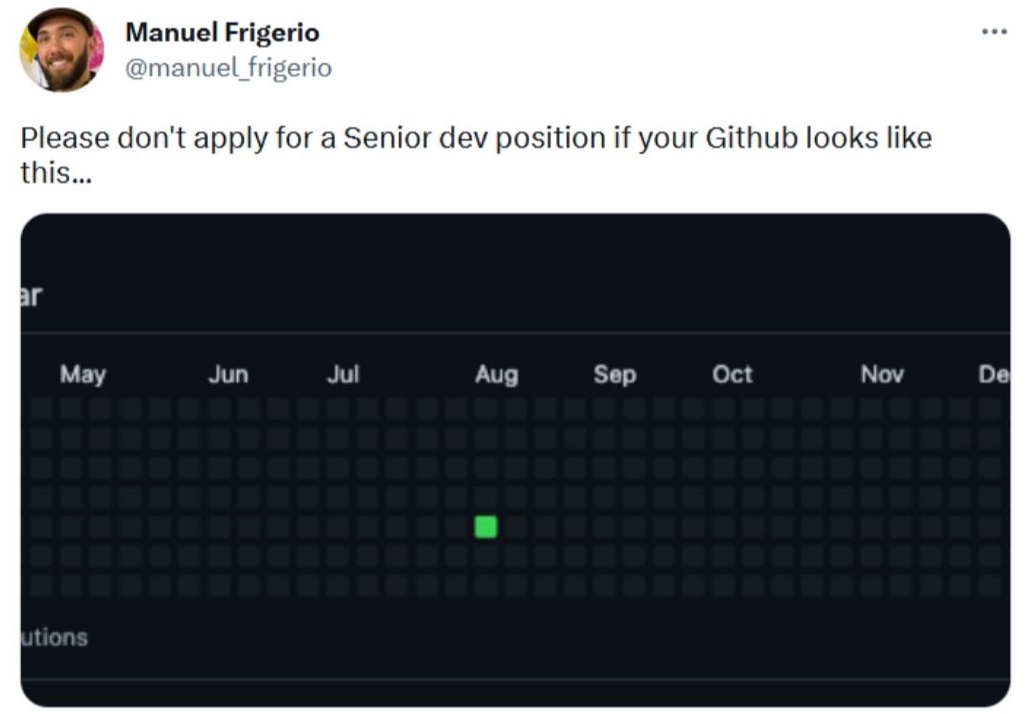 Manuel Frigerio
@manuel_frigerio
Please don't apply for a Senior dev position if your Github looks like
this...
ar
May Jun Jul Aug Sep Oct Nov De
utions